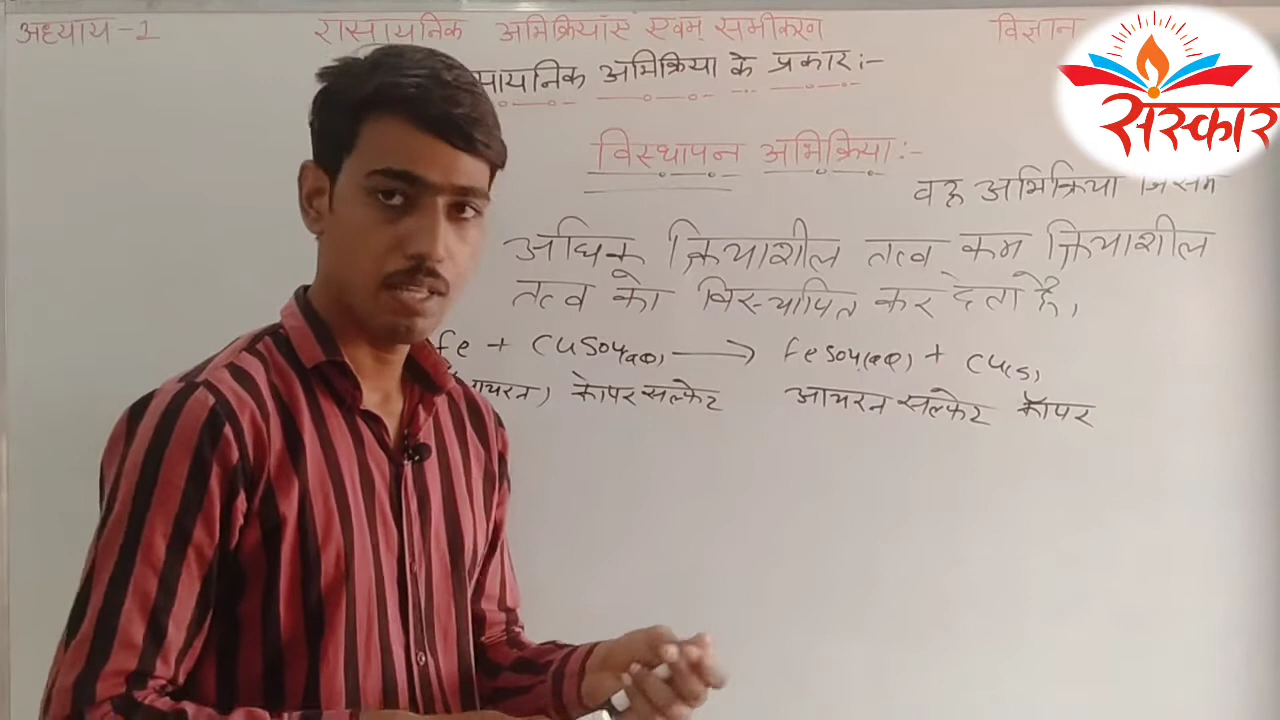 अध्याय-1 रासायनिक अभिक्रियाँएं एवम् समीकरण विज्ञान
सायनिक अभिक्रिया के प्रकार:-
संस्कार
विस्थापन अभिक्रिया:-
वह अभिक्रिया जिसमें
अधिक क्रियाशील तत्व कम क्रियाशील
तत्व को विस्थापित कर देता है,
fe + CuSO4(aq) ⟶ feSO4(aq) + Cu(s)
ायरन) कॅापर सल्फेट आयरन सल्फेट कॉपर